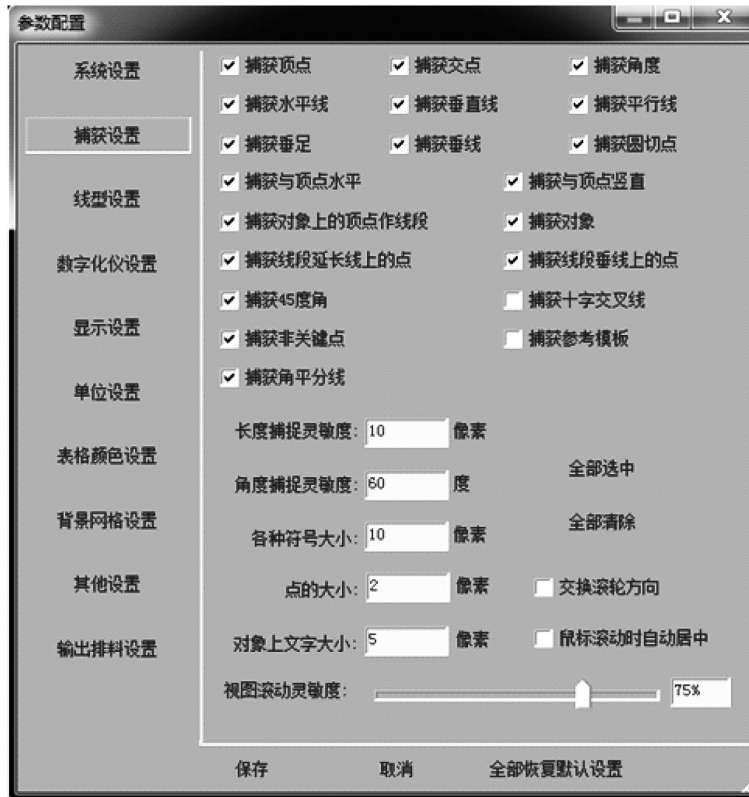 参数配置
系统设置
捕获设置
线型设置
数字化仪设置
显示设置
单位设置
表格颜色设置
背景网格设置
其他设置
输出排料设置
捕获顶点 捕获交点 捕获角度
捕获水平线 捕获垂直线 捕获平行线
捕获垂足 捕获垂线 捕获圆切点
捕获与顶点水平 捕获与顶点竖直
捕获对象上的顶点作线段 捕获对象
捕获线段延长线上的点 捕获线段垂线上的点
捕获45度角 捕获十字交叉线
捕获非关键点 捕获参考模板
捕获角平分线
长度捕捉灵敏度: 10 像素
全部选中
角度捕捉灵敏度: 60 度
全部清除
各种符号大小: 10 像素
点的大小: 2 像素 交换滚轮方向
对象上文字大小: 5 像素 鼠标滚动时自动居中
视图滚动灵敏度: 75%
保存 取消 全部恢复默认设置